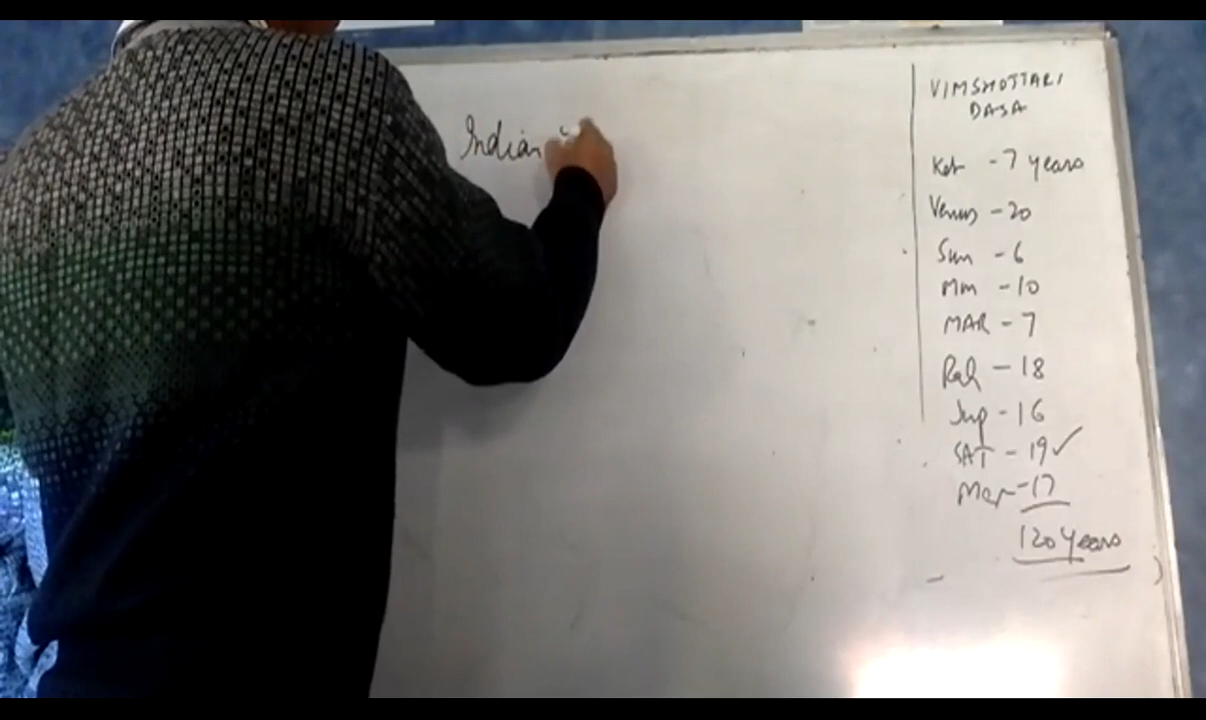 Indian
VIMSHOTTARI
DASA
Ket - 7 years
Venus - 20
Sun - 6
Mon - 10
MAR - 7
Rah - 18
Jup - 16
SAT - 19 ✓
Mer - 17
120 years